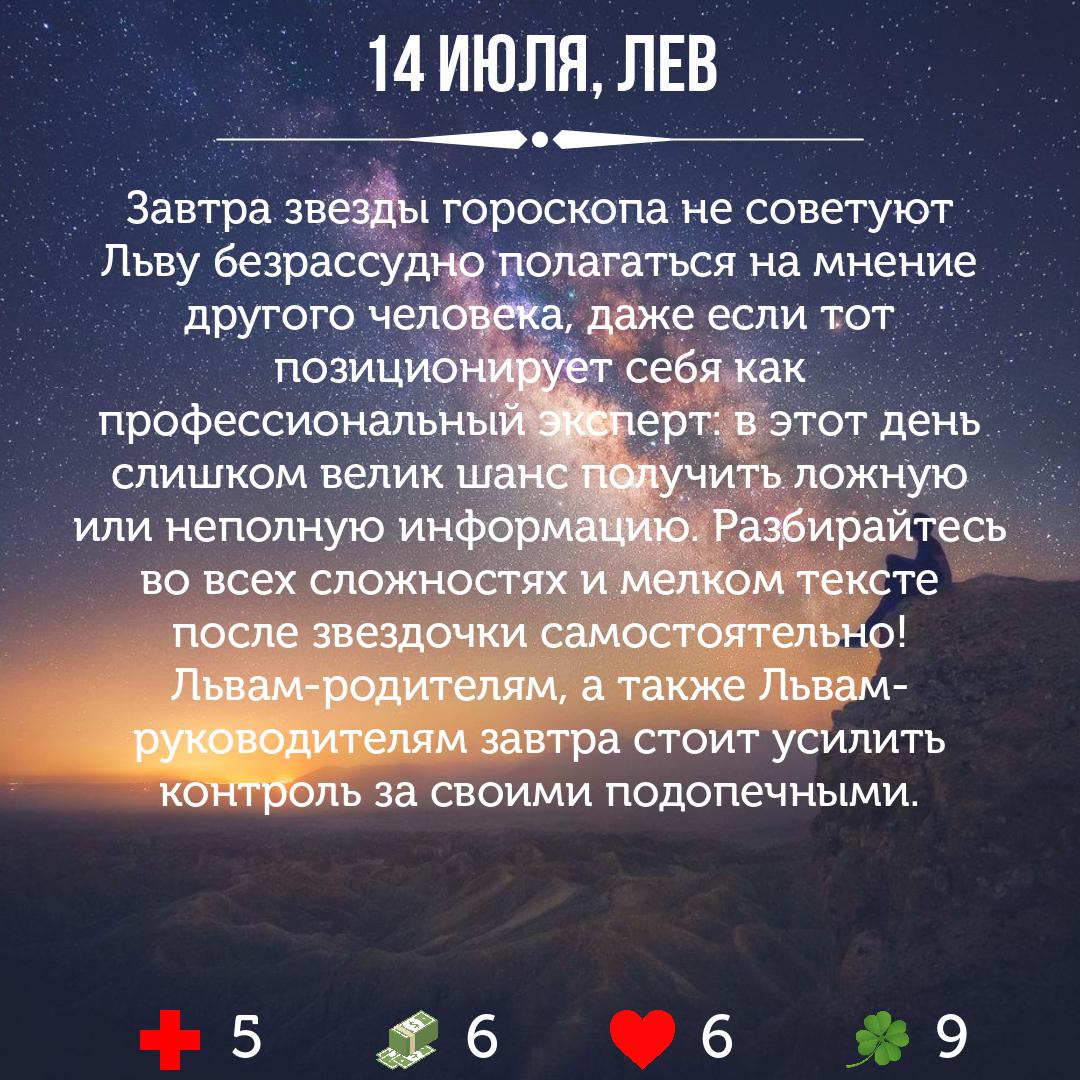 14 ИЮЛЯ, ЛЕВ
Завтра звезды гороскопа не советуют
Льву безрассудно полагаться на мнение
другого человека, даже если тот
позиционирует себя как
профессиональный эксперт: в этот день
слишком велик шанс получить ложную
или неполную информацию. Разбирайтесь
во всех сложностях и мелком тексте
после звездочки самостоятельно!
Львам-родителям, а также Львам-
руководителям завтра стоит усилить
контроль за своими подопечными.
5 6 6 9